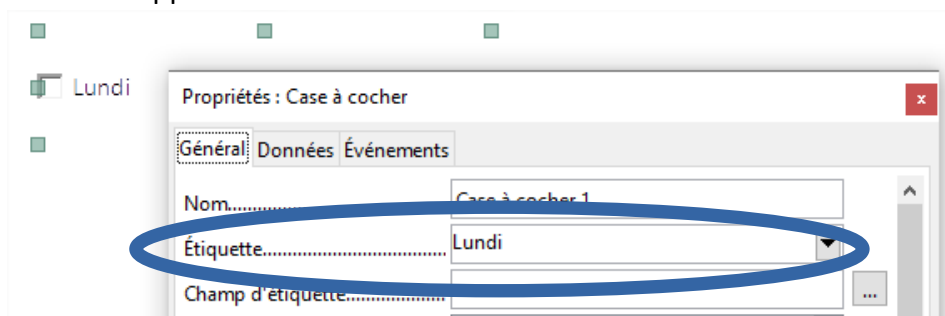 Lundi
Propriétés : Case à cocher
x
Général Données Événements
Nom....................
Case à cocher 1
Étiquette.................................... Lundi
Champ d'étiquette................... ...